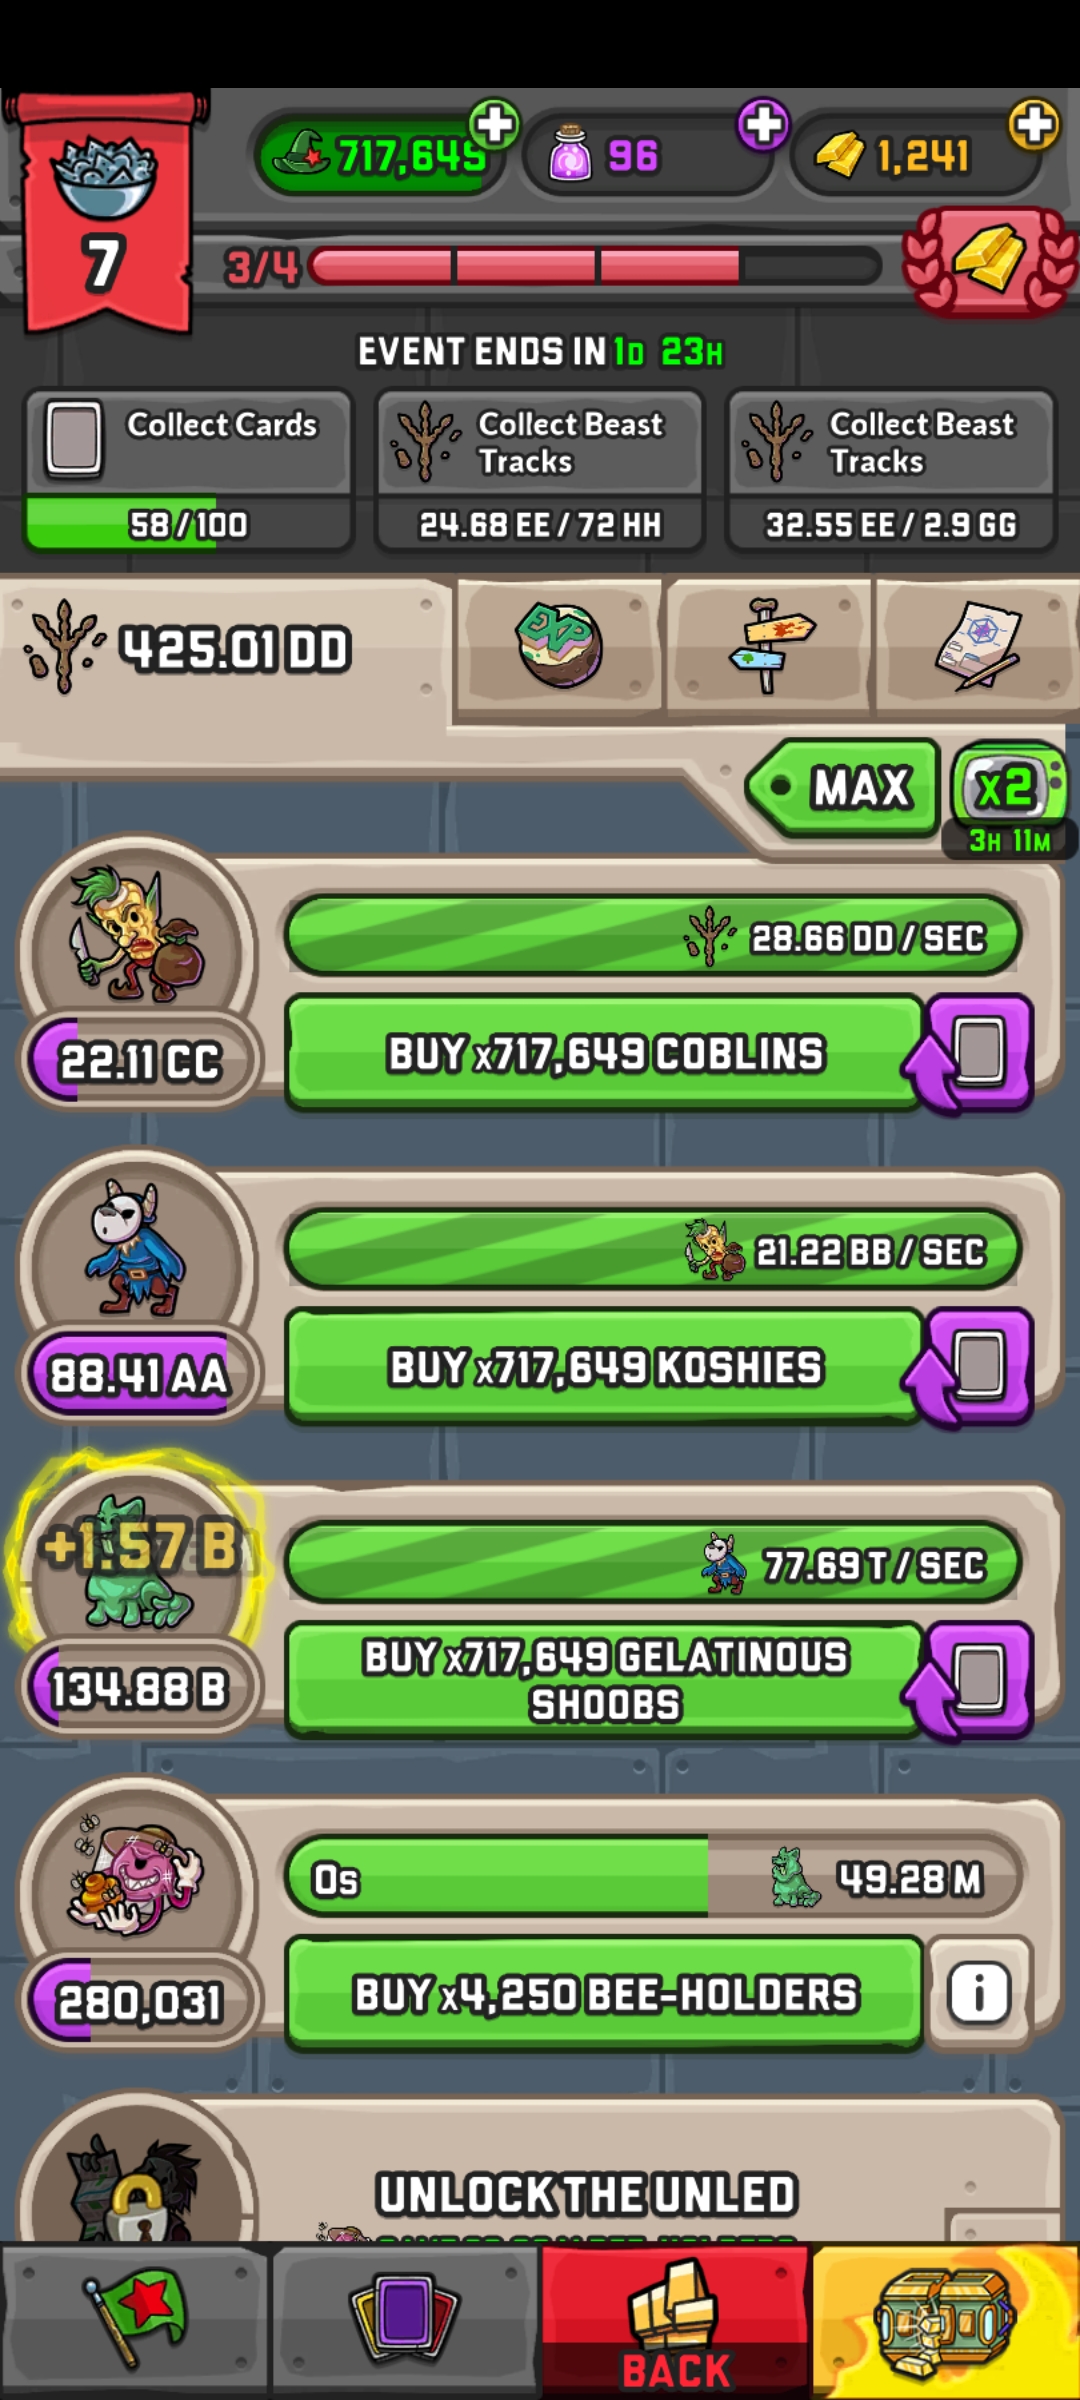 717,649
96
1,241
7
3/4
EVENT ENDS IN 1D 23H
Collect Cards
58 / 100
Collect Beast
Tracks
24.68 EE / 72 HH
Collect Beast
Tracks
32.55 EE / 2.9 GG
425.01 DD
EXP
MAX
x2
3H 11M
28.66 DD / SEC
22.11 CC
BUY x717,649 COBLINS
21.22 BB / SEC
88.41 AA
BUY x717,649 KOSHIES
+1.57 B
77.69 T / SEC
134.88 B
BUY x717,649 GELATINOUS
SHOOBS
0s
49.28 M
280,031
BUY x4,250 BEE-HOLDERS
i
UNLOCK THE UNLED
BACK